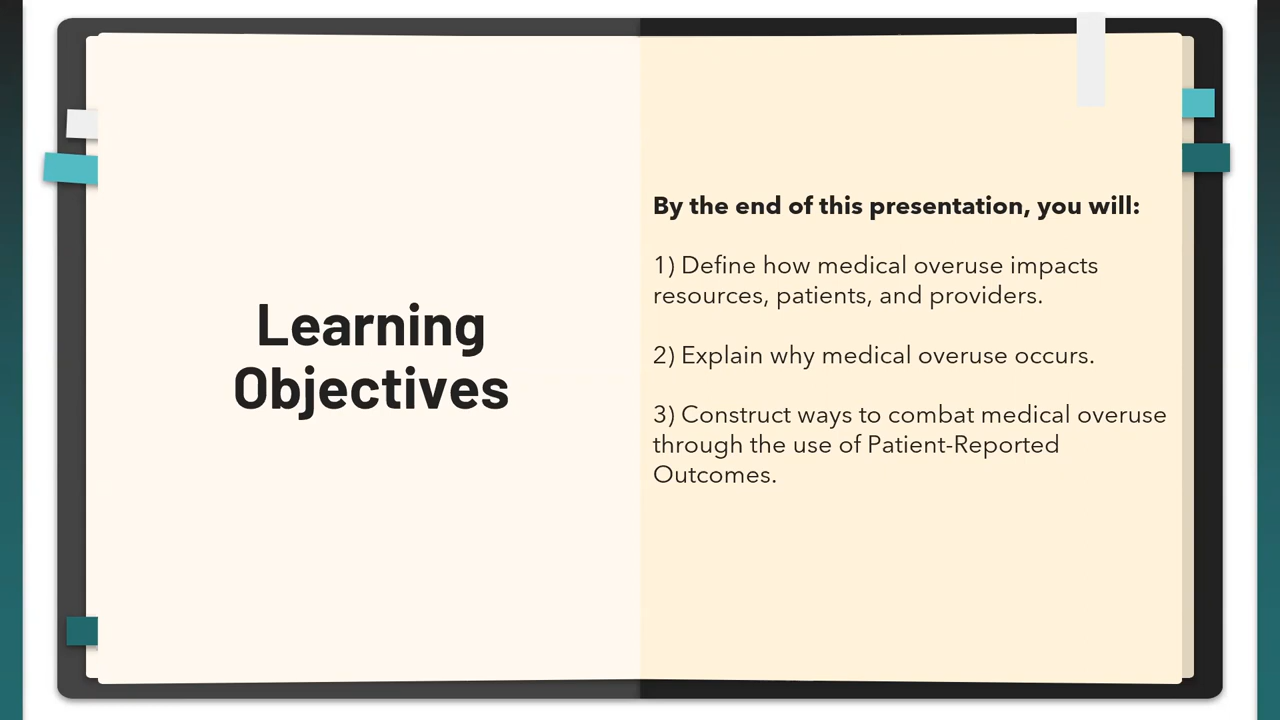 Learning
Objectives
By the end of this presentation, you will:
1) Define how medical overuse impacts
resources, patients, and providers.
2) Explain why medical overuse occurs.
3) Construct ways to combat medical overuse
through the use of Patient-Reported
Outcomes.